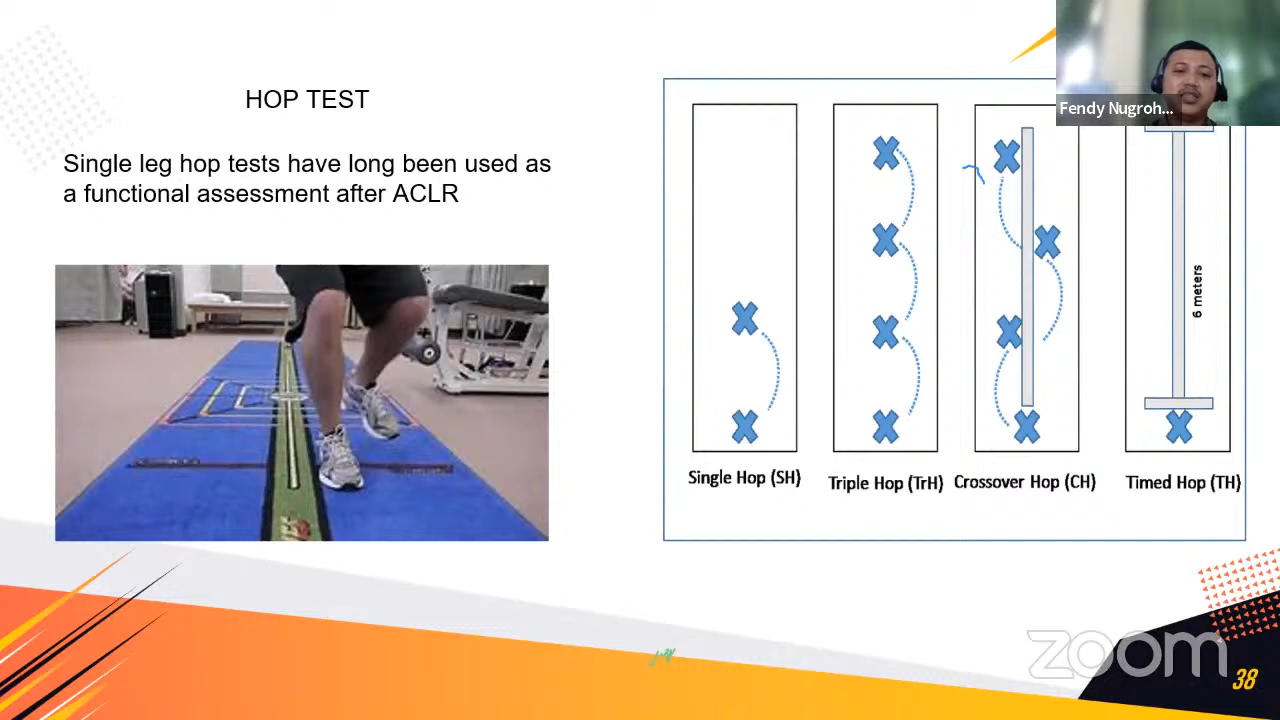 HOP TEST
Single leg hop tests have long been used as
a functional assessment after ACLR
Fendy Nugroh...
6 meters
Single Hop (SH)
Triple Hop (TrH)
Crossover Hop (CH)
Timed Hop (TH)
zoom
38